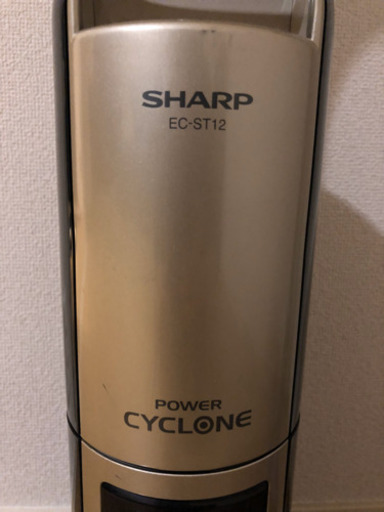 SHARP
EC-ST12
POWER
CYCLONE